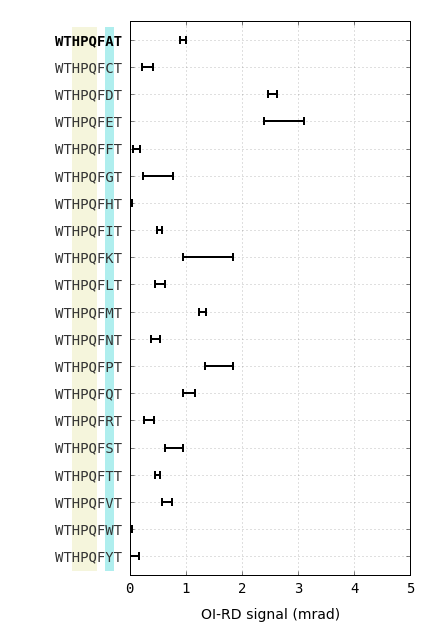 WTHPQFAT
WTHPQFCT
WTHPQFDT
WTHPQFET
WTHPQFFT
WTHPQFGT
WTHPQFHT
WTHPQFIT
WTHPQFKT
WTHPQFLT
WTHPQFMT
WTHPQFNT
WTHPQFPT
WTHPQFQT
WTHPQFRT
WTHPQFST
WTHPQFTT
WTHPQFVT
WTHPQFWT
WTHPQFYT
0 1 2 3 4 5
OI-RD signal (mrad)